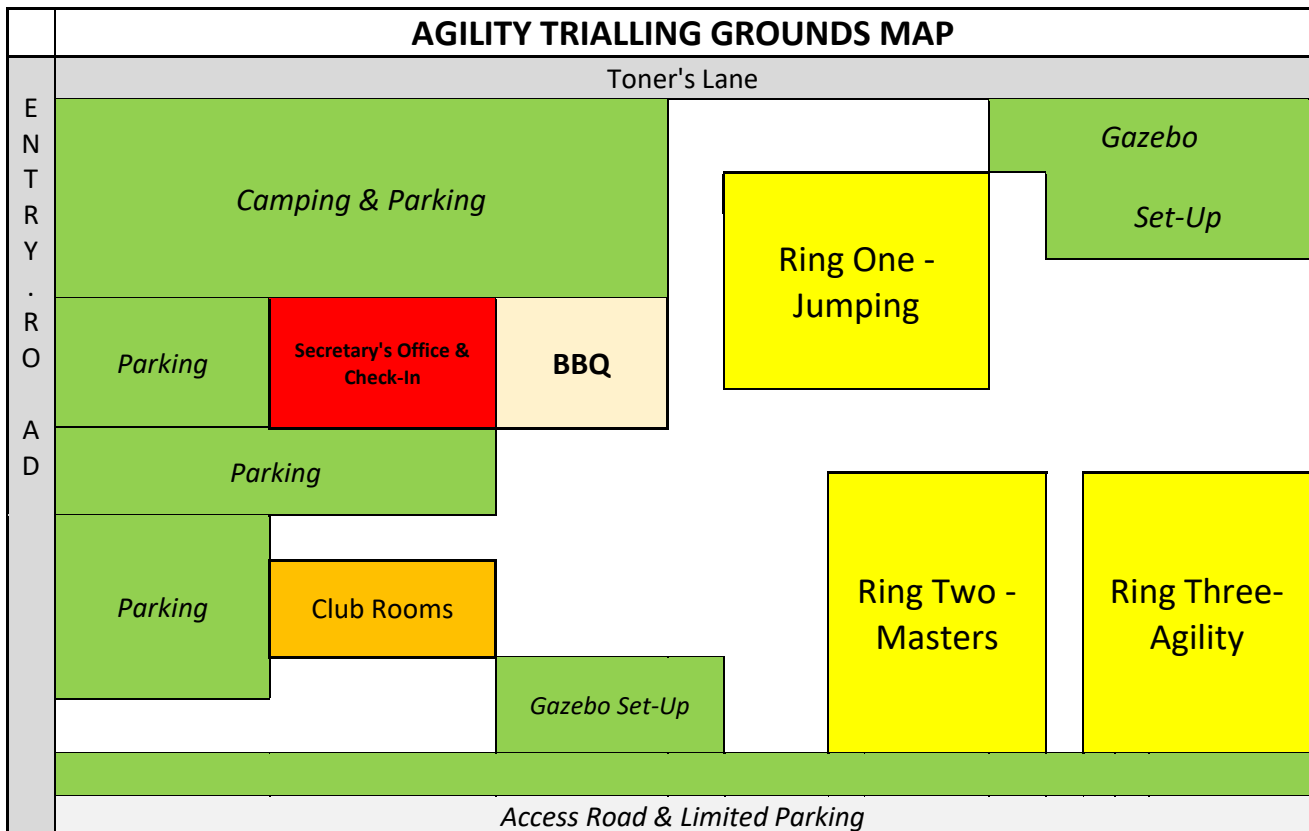 AGILITY TRIALLING GROUNDS MAP
Toner's Lane
E
N
T
R
Y
.
R
O
A
D
Camping & Parking
Gazebo
Set-Up
Ring One -
Jumping
Parking
Secretary's Office &
Check-In
BBQ
Parking
Parking
Club Rooms
Ring Two -
Masters
Ring Three-
Agility
Gazebo Set-Up
Access Road & Limited Parking